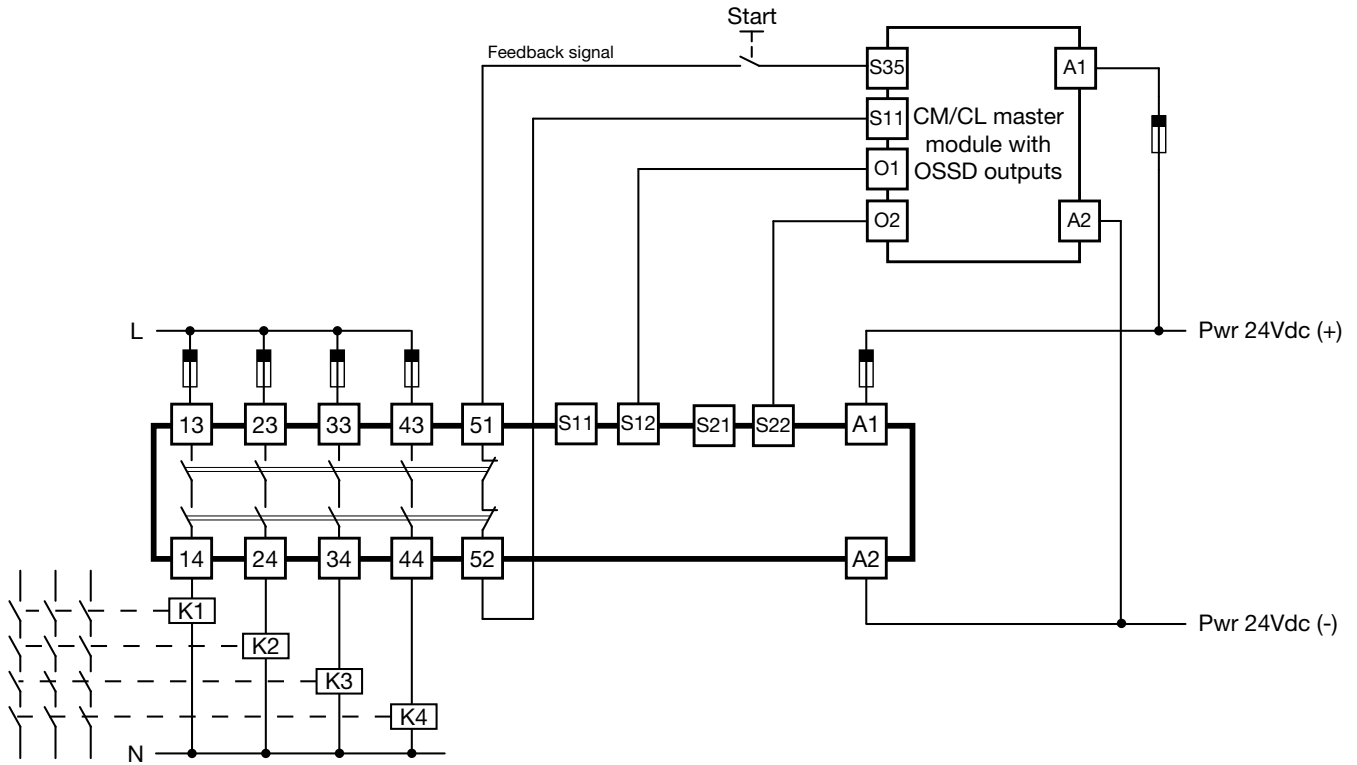 Start
Feedback signal
S35
A1
S11
CM/CL master
module with
OSSD outputs
O1
O2
A2
L
Pwr 24Vdc (+)
13
23
33
43
51
S11
S12
S21
S22
A1
14
24
34
44
52
A2
K1
K2
K3
K4
Pwr 24Vdc (-)
N